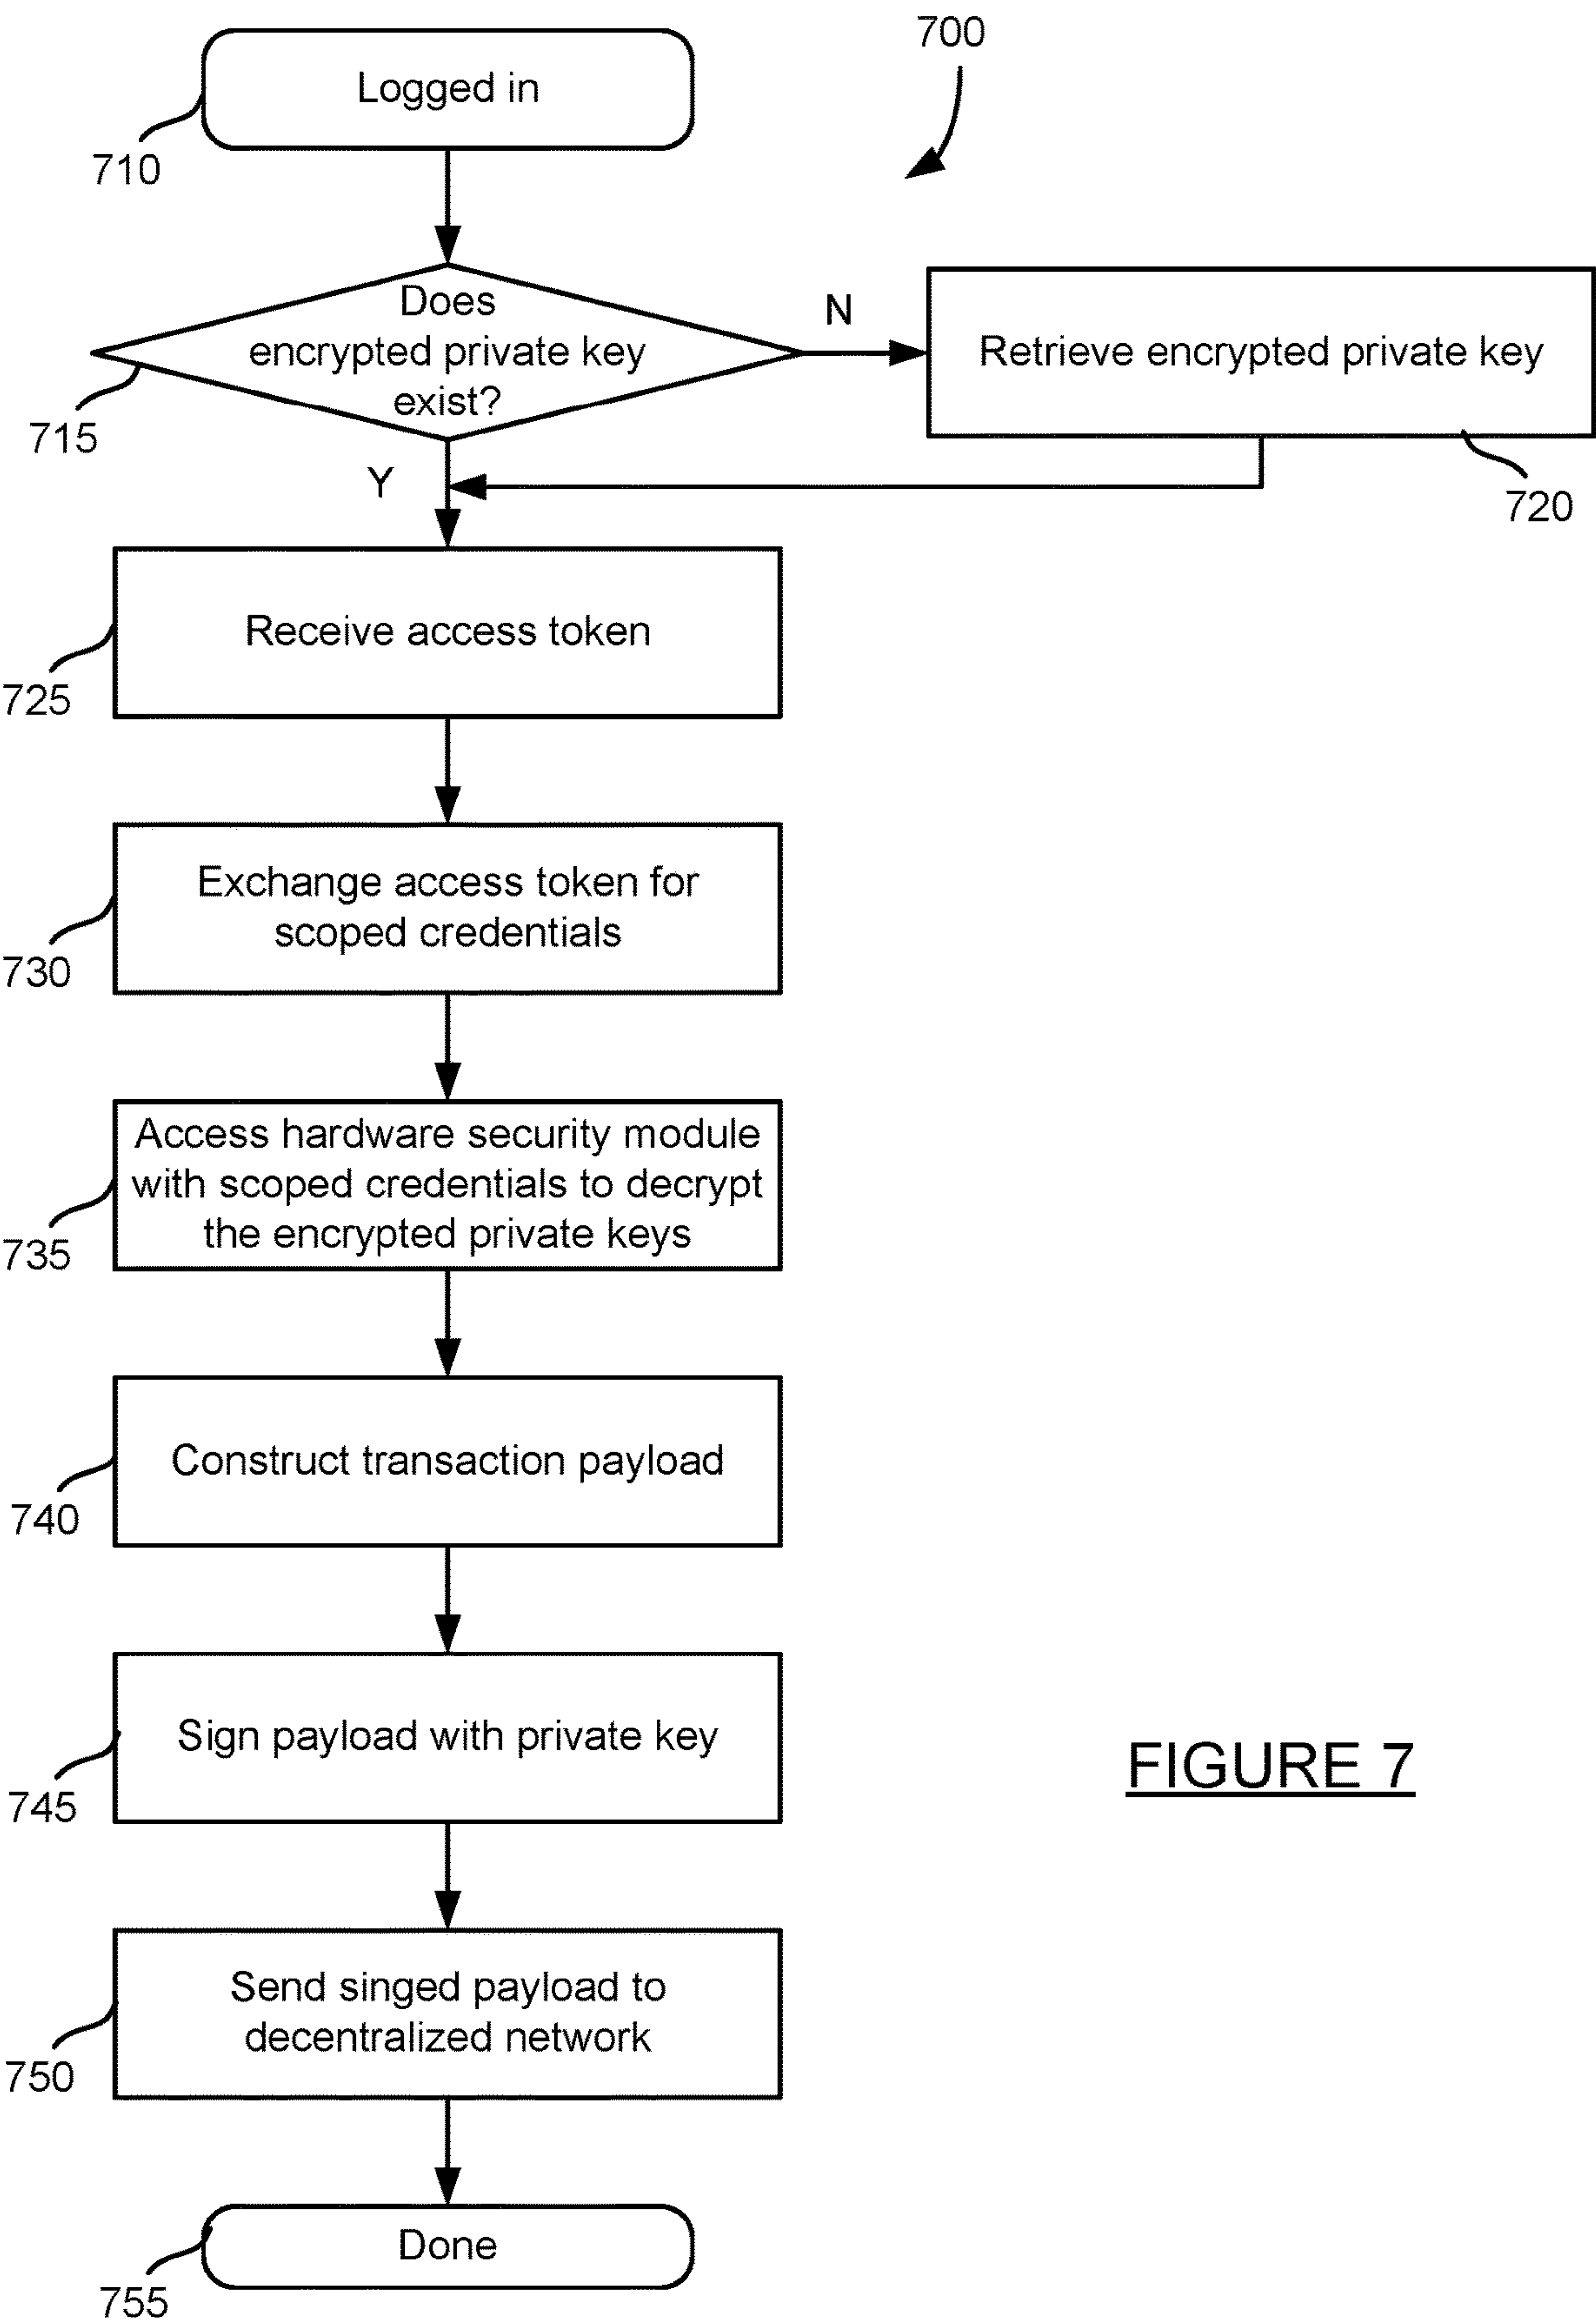 700
Logged in
710
Does
encrypted private key
exist?
N
Retrieve encrypted private key
715
Y
720
Receive access token
725
Exchange access token for
scoped credentials
730
Access hardware security module
with scoped credentials to decrypt
the encrypted private keys
735
Construct transaction payload
740
Sign payload with private key
745
FIGURE 7
Send singed payload to
decentralized network
750
Done
755